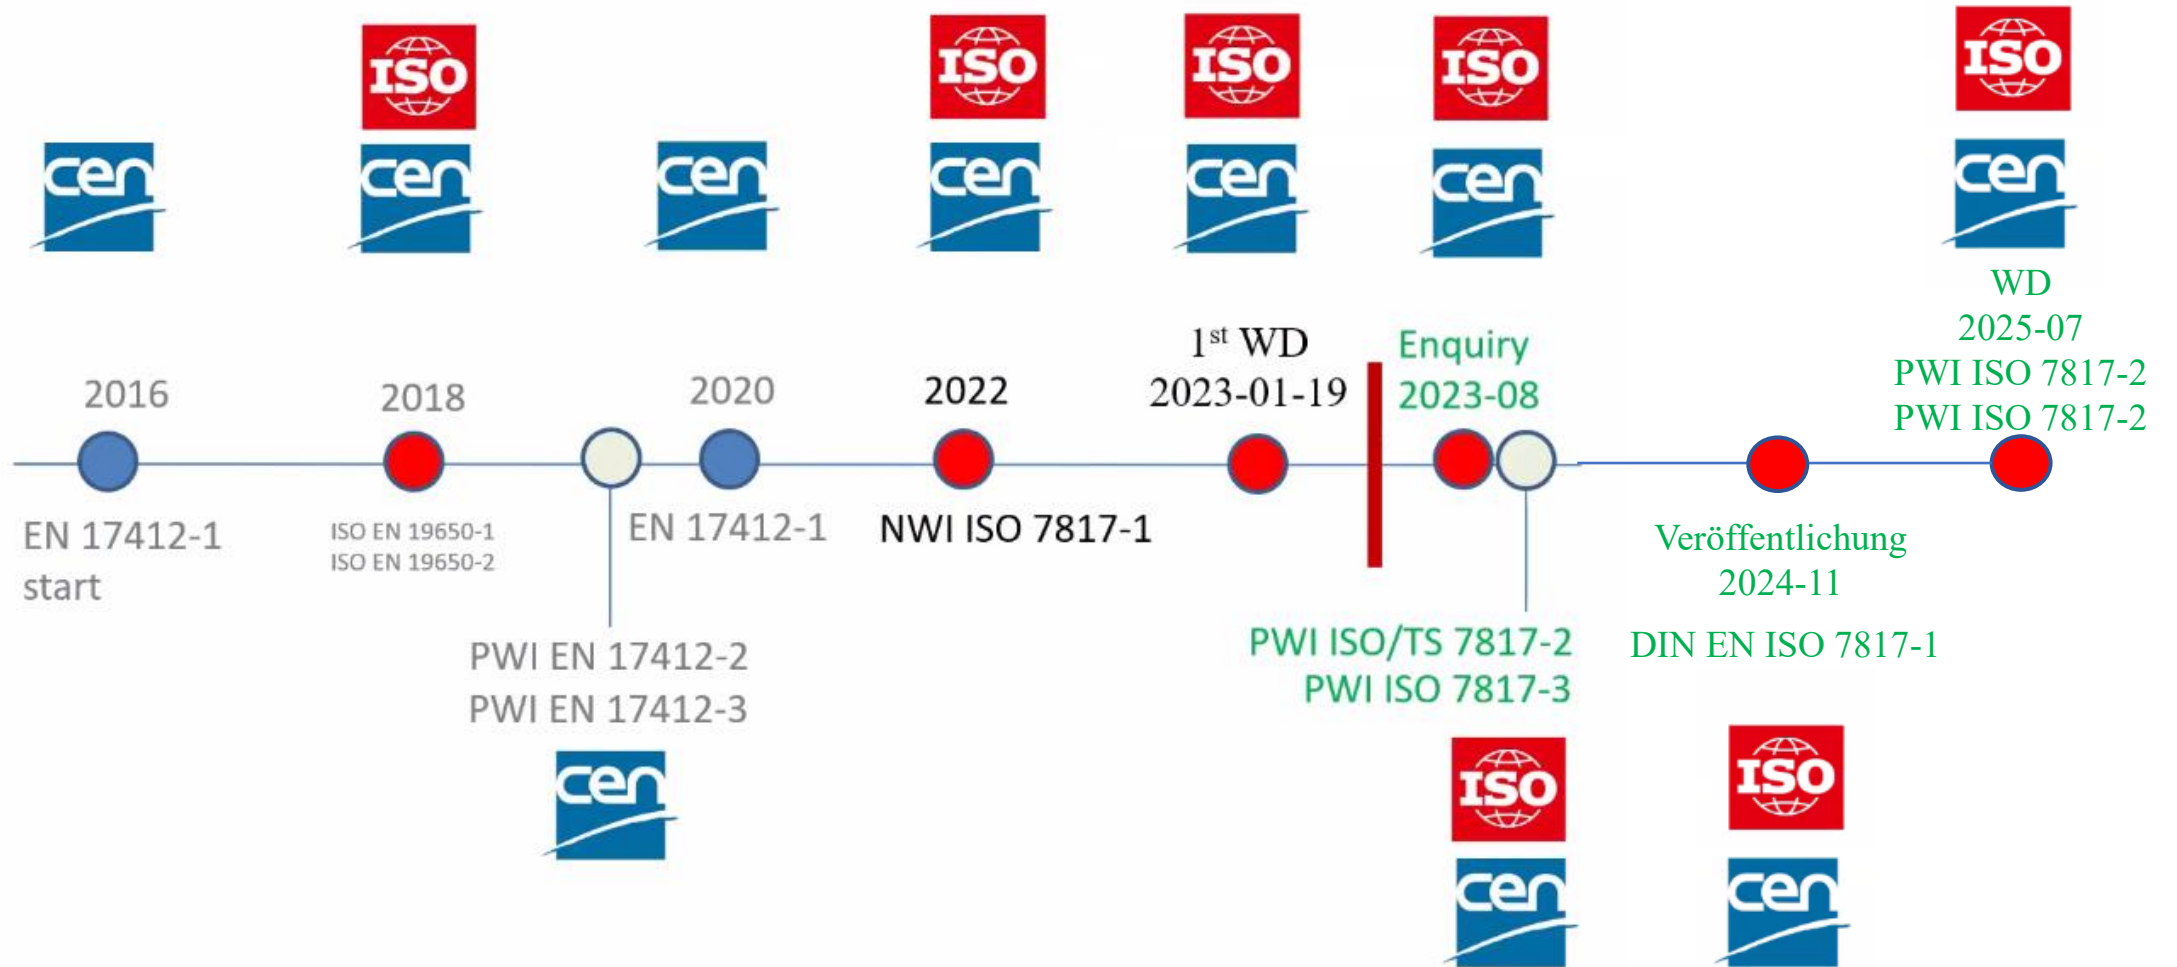 ISO
ISO
ISO
ISO
ISO
cen
cen
cen
cen
cen
cen
cen
WD
2025-07
PWI ISO 7817-2
PWI ISO 7817-2
1st WD
2023-01-19
Enquiry
2023-08
2016
2018
2020
2022
EN 17412-1
start
ISO EN 19650-1
ISO EN 19650-2
EN 17412-1
NWI ISO 7817-1
Veröffentlichung
2024-11
DIN EN ISO 7817-1
PWI EN 17412-2
PWI EN 17412-3
PWI ISO/TS 7817-2
PWI ISO 7817-3
cen
ISO
ISO
cen
cen